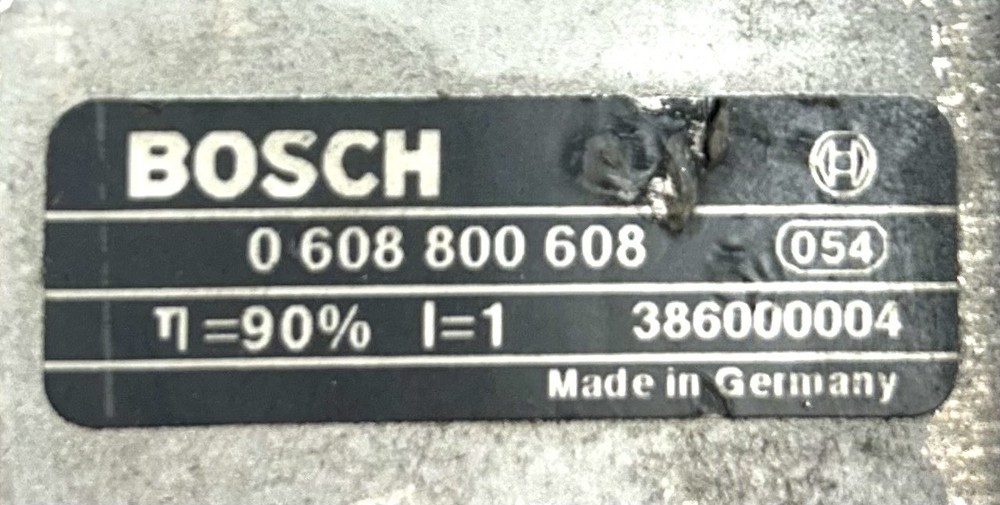 BOSCH
0 608 800 608 054
η=90% I=1 386000004
Made in Germany